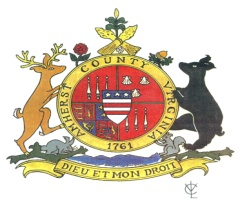 AMHERST COUNTY VIRGINIA
1761
DIEU ET MON DROIT